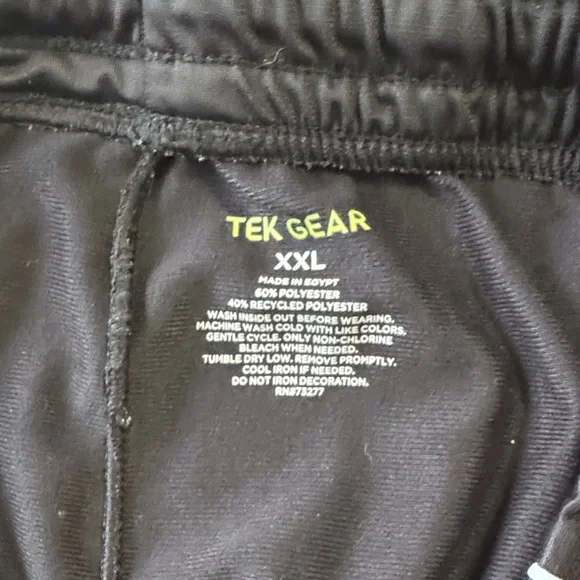 TEK GEAR
XXL
MADE IN EGYPT
60% POLYESTER
40% RECYCLED POLYESTER
WASH INSIDE OUT BEFORE WEARING.
MACHINE WASH COLD WITH LIKE COLORS,
GENTLE CYCLE. ONLY NON-CHLORINE
BLEACH WHEN NEEDED.
TUMBLE DRY LOW. REMOVE PROMPTLY.
COOL IRON IF NEEDED.
DO NOT IRON DECORATION.
RN#73277